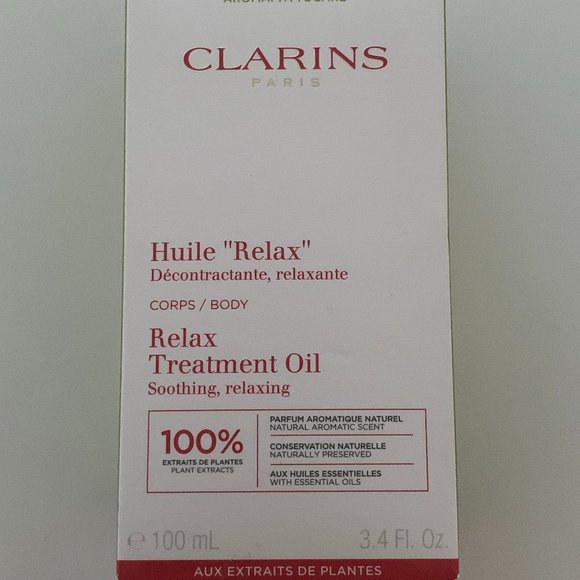 CLARINS
PARIS
Huile "Relax"
Décontractante, relaxante
CORPS / BODY
Relax
Treatment Oil
Soothing, relaxing
100%
EXTRAITS DE PLANTES
PLANT EXTRACTS
PARFUM AROMATIQUE NATUREL
NATURAL AROMATIC SCENT
CONSERVATION NATURELLE
NATURALLY PRESERVED
AUX HUILES ESSENTIELLES
WITH ESSENTIAL OILS
℮ 100 mL 3.4 Fl. Oz.
AUX EXTRAITS DE PLANTES